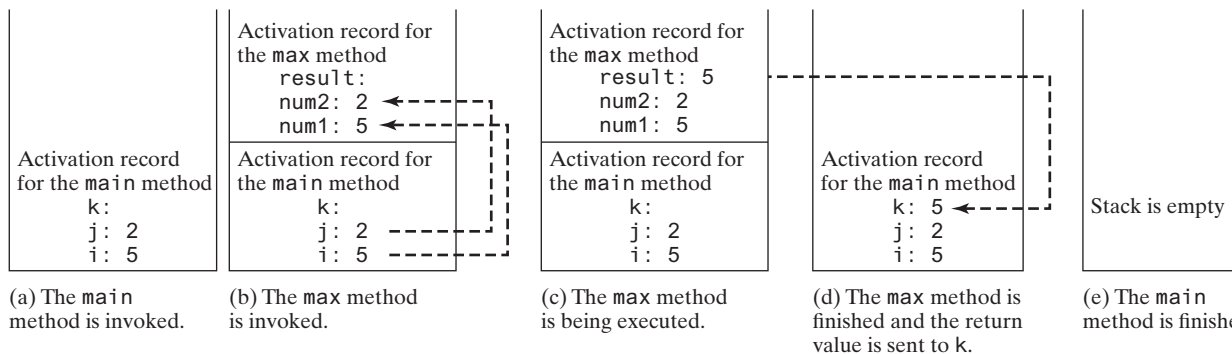 Activation record
for the main method
k:
j: 2
i: 5
(a) The main
method is invoked.
Activation record for
the max method
result:
num2: 2
num1: 5
Activation record for
the main method
k:
j: 2
i: 5
(b) The max method
is invoked.
Activation record for
the max method
result: 5
num2: 2
num1: 5
Activation record for
the main method
k:
j: 2
i: 5
(c) The max method
is being executed.
Activation record
for the main method
k: 5
j: 2
i: 5
(d) The max method is
finished and the return
value is sent to k.
Stack is empty
(e) The main
method is finishe